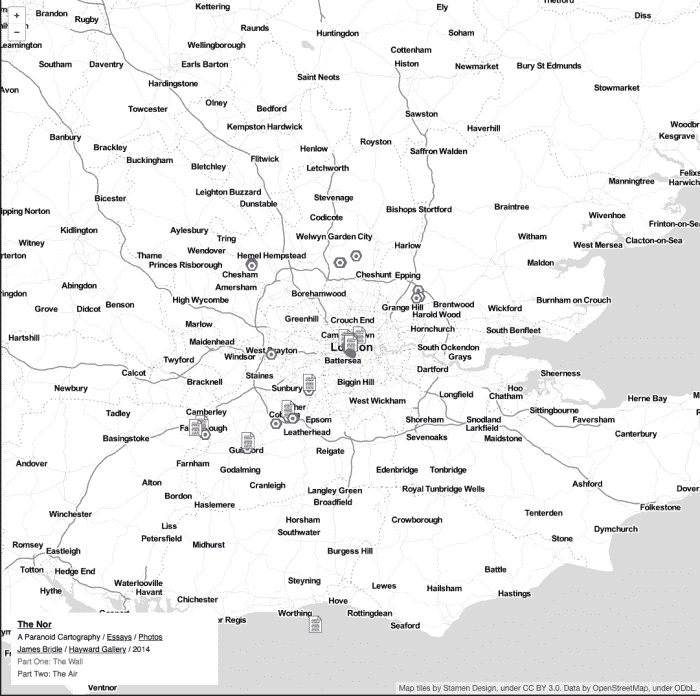 +
−
Brandon
Rugby
Kettering
Ely
Diss
Raunds
Huntingdon
Soham
Leamington
Wellingborough
Cottenham
Southam
Daventry
Earls Barton
Histon
Newmarket
Bury St Edmunds
Saint Neots
Hardingstone
Avon
Stowmarket
Olney
Towcester
Bedford
Sawston
Kempston Hardwick
Haverhill
Woodbr
Kesgrave
Banbury
Brackley
Henlow
Royston
Buckingham
Flitwick
Saffron Walden
Bletchley
Letchworth
Felixs
Manningtree
Harwich
Leighton Buzzard
Bicester
Dunstable
Stevenage
Bishops Stortford
Braintree
ipping Norton
Codicote
Wivenhoe
Frinton-on-Sea
Kidlington
Aylesbury
Tring
Welwyn Garden City
Witham
Clacton-on-Sea
Witney
Wendover
Harlow
West Mersea
Thame
Hemel Hempstead
rterton
Princes Risborough
Maldon
Chesham
Cheshunt
Epping
Abingdon
Amersham
ringdon
Borehamwood
Burnham on Crouch
Benson
High Wycombe
Grange Hill
Brentwood
Wickford
Grove
Didcot
Harold Wood
Greenhill
Crouch End
Marlow
Hornchurch
South Benfleet
Hartshill
Maidenhead
London
West Drayton
South Ockendon
Windsor
Twyford
Battersea
Grays
Calcot
Staines
Dartford
Sheerness
Bracknell
Sunbury
Biggin Hill
Newbury
Hoo
Longfield
Chatham
Herne Bay
West Wickham
Sittingbourne
Tadley
Camberley
Epsom
Shoreham
Snodland
Faversham
Larkfield
Leatherhead
Canterbury
Basingstoke
Sevenoaks
Maidstone
Reigate
Andover
Farnham
Godalming
Edenbridge
Tonbridge
Alton
Cranleigh
Ashford
Dover
Langley Green
Royal Tunbridge Wells
Bordon
Broadfield
Haslemere
Folkestone
Winchester
Horsham
Crowborough
Tenterden
Liss
Dymchurch
Southwater
Petersfield
Stone
Romsey
Midhurst
Eastleigh
Burgess Hill
Totton
Hedge End
Battle
Waterlooville
Steyning
Lewes
Hailsham
Hythe
Havant
Hastings
Chichester
Hove
Worthing
Rottingdean
or Regis
Seaford
The Nor
A Paranoid Cartography / Essays / Photos
James Bridle / Hayward Gallery / 2014
Part One: The Wall
Part Two: The Air
Ventnor
Map tiles by Stamen Design, under CC BY 3.0. Data by OpenStreetMap, under ODbL.